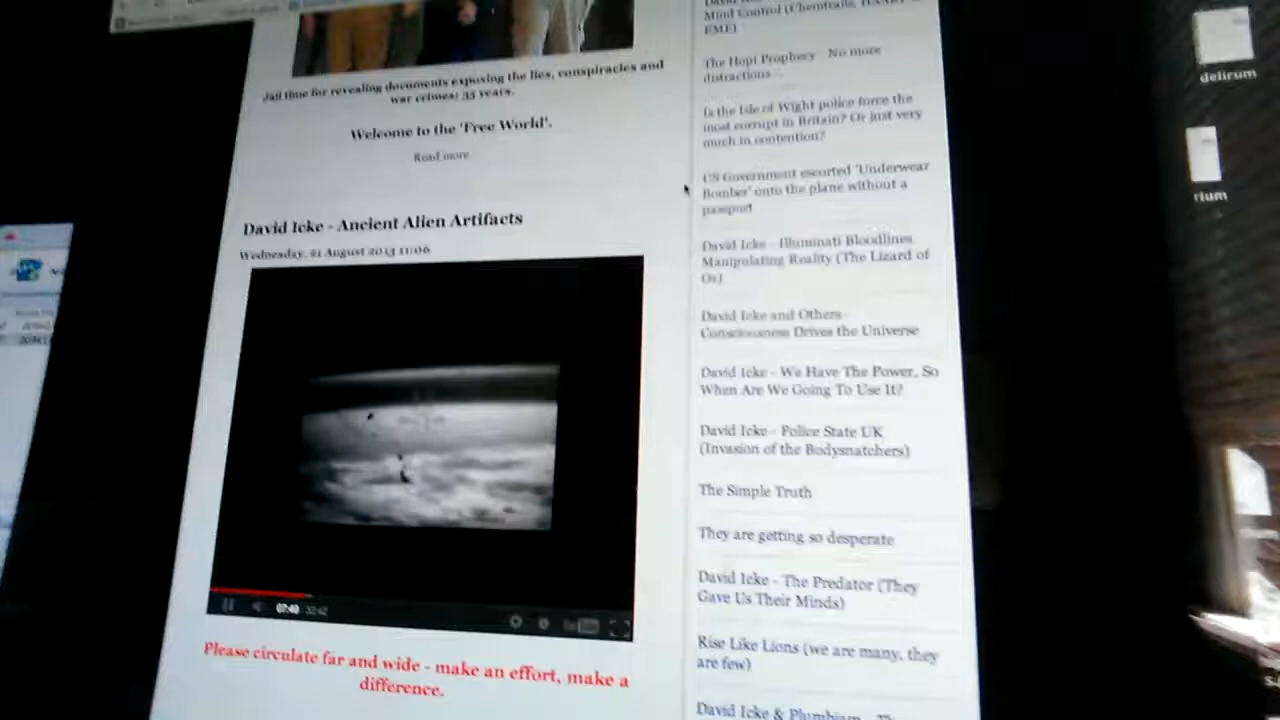 Jail time for revealing documents exposing the lies, conspiracies and
war crimes: 35 years.
Welcome to the 'Free World'.
Read more
David Icke - Ancient Alien Artifacts
Wednesday, 21 August 2013 11:06
07:40 32:42
Please circulate far and wide - make an effort, make a
difference.
Mind Control (Chemtrails,
The Hopi Prophecy No more
distractions...
Is the Isle of Wight police force the
most corrupt in Britain? Or just very
much in contention?
US Government escorted 'Underwear
Bomber' onto the plane without a
passport
David Icke - Illuminati Bloodlines
Manipulating Reality (The Lizard of
Oz)
David Icke and Others -
Consciousness Drives the Universe
David Icke - We Have The Power, So
When Are We Going To Use It?
David Icke - Police State UK
(Invasion of the Bodysnatchers)
The Simple Truth
They are getting so desperate
David Icke - The Predator (They
Gave Us Their Minds)
Rise Like Lions (we are many, they
are few)
David Icke &
delirum
rium